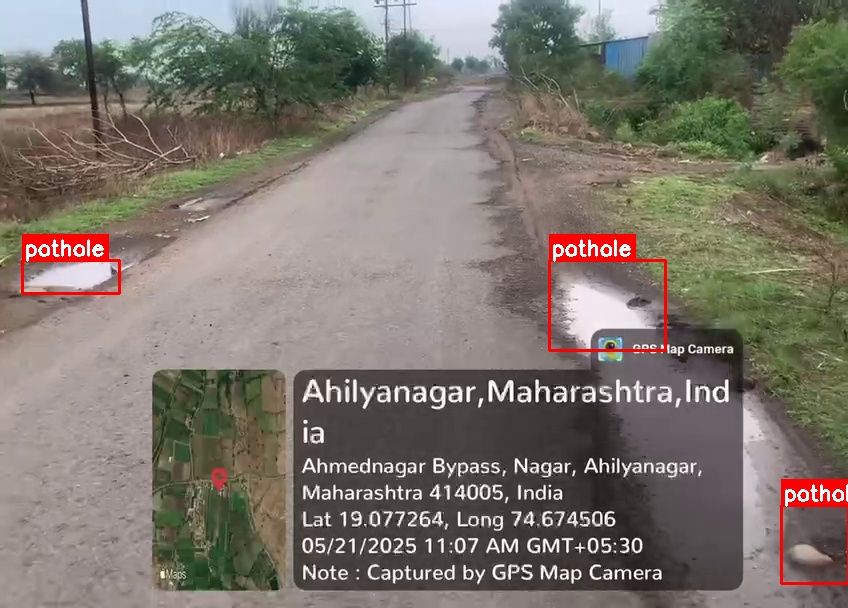 pothole
pothole
GPS Map Camera
Ahilyanagar,Maharashtra,Ind
ia
Ahmednagar Bypass, Nagar, Ahilyanagar,
Maharashtra 414005, India
Lat 19.077264, Long 74.674506
05/21/2025 11:07 AM GMT+05:30
Note : Captured by GPS Map Camera
pothol
Maps